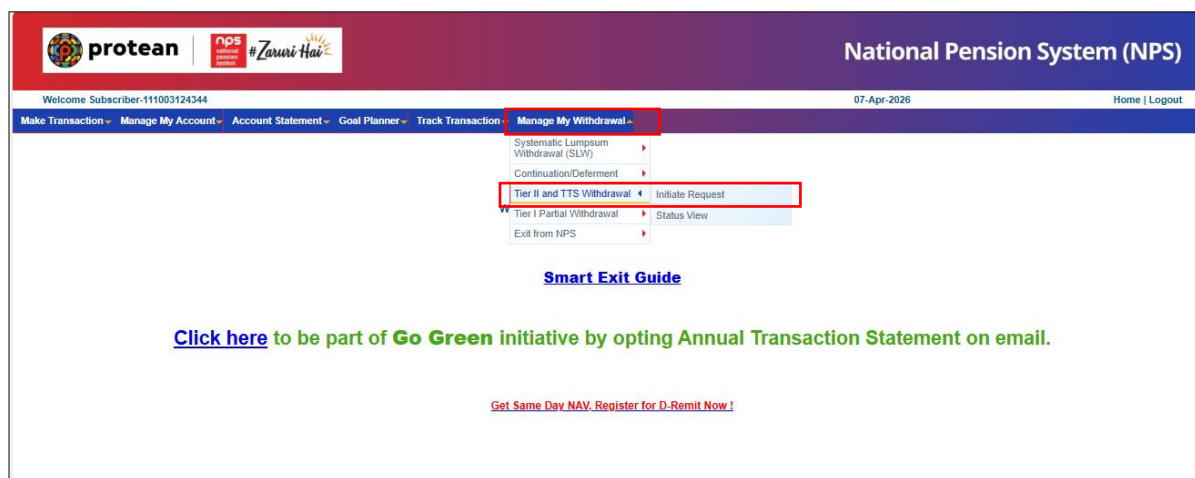 protean
nps
national
pension
system
#Zaruri Hai
National Pension System (NPS)
Welcome Subscriber-111003124344
07-Apr-2026
Home | Logout
Make Transaction Manage My Account Account Statement Goal Planner Track Transaction Manage My Withdrawal
Systematic Lumpsum
Withdrawal (SLW)
Continuation/Deferment
Tier II and TTS Withdrawal Initiate Request
W
Tier I Partial Withdrawal Status View
Exit from NPS
Smart Exit Guide
Click here to be part of Go Green initiative by opting Annual Transaction Statement on email.
Get Same Day NAV, Register for D-Remit Now !